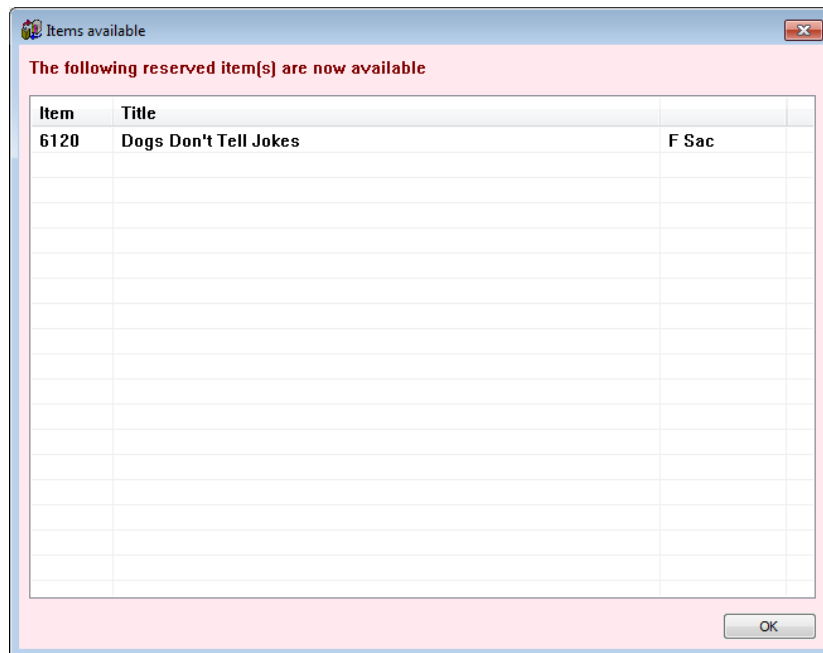 Items available
The following reserved item(s) are now available
Item Title
6120 Dogs Don't Tell Jokes F Sac
OK